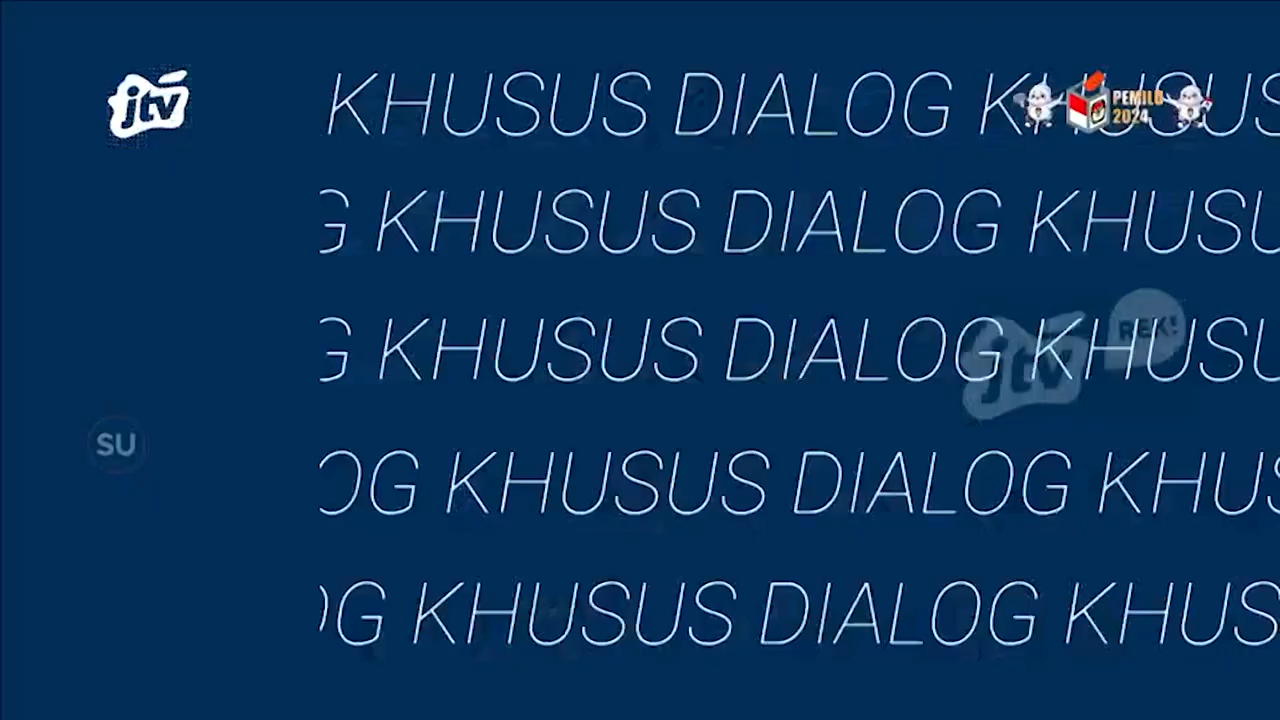 jtv
KHUSUS DIALOG KHUSUS
PEMILU
2024
G KHUSUS DIALOG KHUSU
G KHUSUS DIALOG KHUSU
jtv
REK!
SU
OG KHUSUS DIALOG KHUS
OG KHUSUS DIALOG KHUS